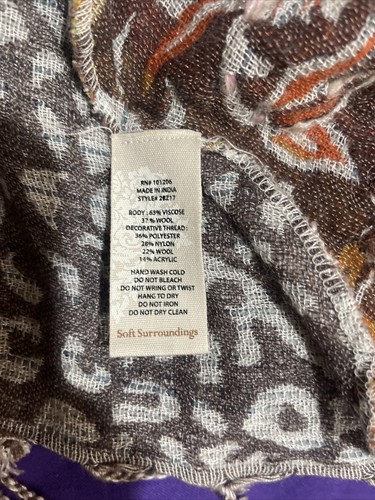 RN# 101206
MADE IN INDIA
STYLE# 28Z17
BODY: 63% VISCOSE
37% WOOL
DECORATIVE THREAD:
36% POLYESTER
28% NYLON
22% WOOL
14% ACRYLIC
HAND WASH COLD
DO NOT BLEACH
DO NOT WRING OR TWIST
HANG TO DRY
DO NOT IRON
DO NOT DRY CLEAN
Soft Surroundings